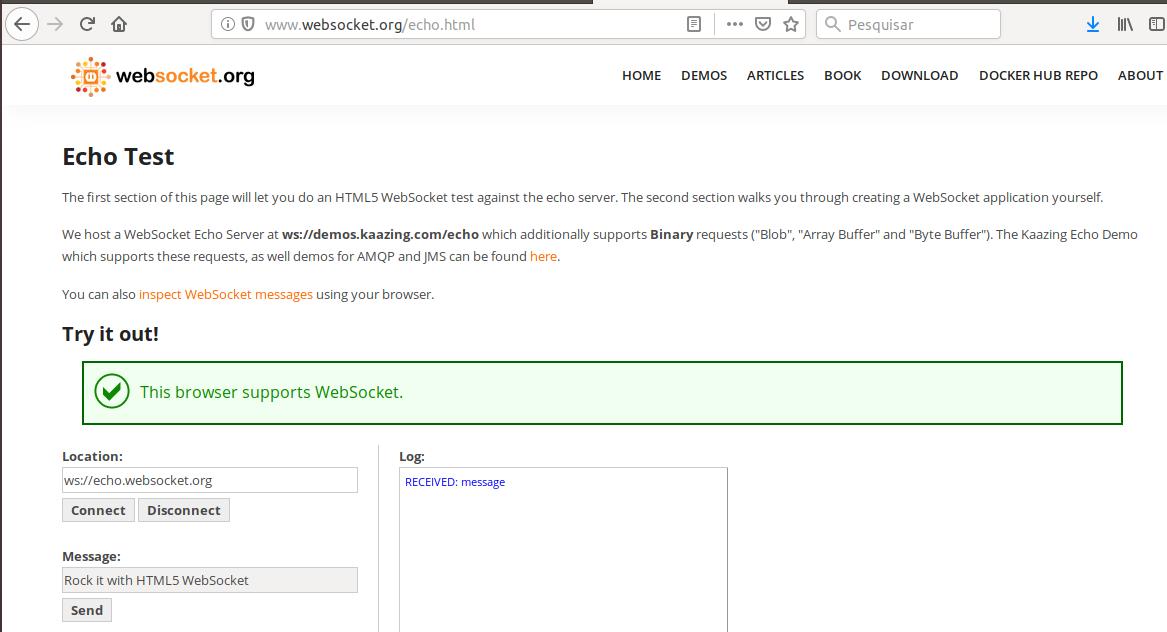 www.websocket.org/echo.html
Pesquisar
websocket.org
HOME DEMOS ARTICLES BOOK DOWNLOAD DOCKER HUB REPO ABOUT
Echo Test
The first section of this page will let you do an HTML5 WebSocket test against the echo server. The second section walks you through creating a WebSocket application yourself.
We host a WebSocket Echo Server at ws://demos.kaazing.com/echo which additionally supports Binary requests ("Blob", "Array Buffer" and "Byte Buffer"). The Kaazing Echo Demo
which supports these requests, as well demos for AMQP and JMS can be found here.
You can also inspect WebSocket messages using your browser.
Try it out!
This browser supports WebSocket.
Location:
ws://echo.websocket.org
Connect Disconnect
Message:
Rock it with HTML5 WebSocket
Send
Log:
RECEIVED: message